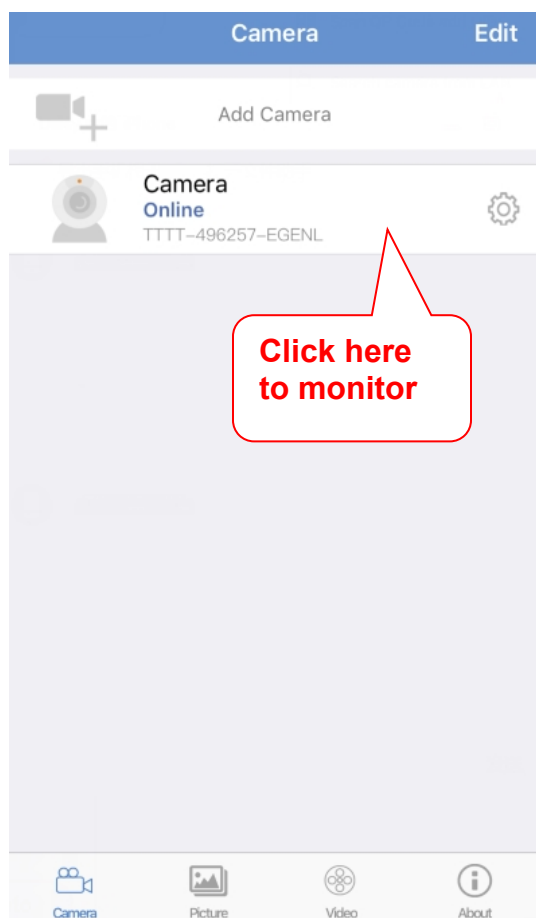 Camera Edit
Add Camera
Camera
Online
TTTT-496257-EGENL
Click here
to monitor
Camera Picture Video About